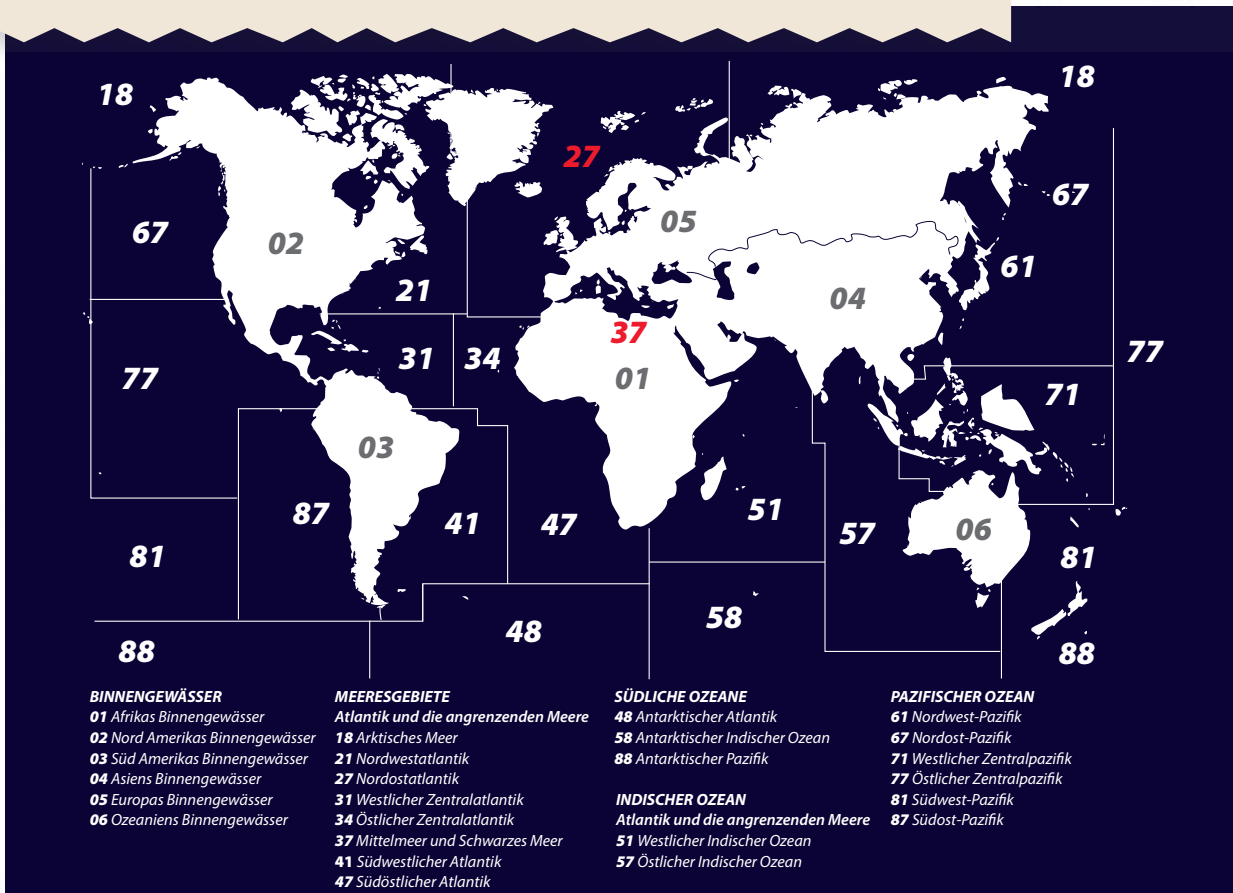 18
18
27
67
02
05
67
21
04
61
37
31
34
01
77
77
71
03
87
41
47
51
57
06
81
81
48
58
88
88
BINNENGEWÄSSER
01 Afrikas Binnengewässer
02 Nord Amerikas Binnengewässer
03 Süd Amerikas Binnengewässer
04 Asiens Binnengewässer
05 Europas Binnengewässer
06 Ozeaniens Binnengewässer
MEERESGEBIETE
Atlantik und die angrenzenden Meere
18 Arktisches Meer
21 Nordwestatlantik
27 Nordostatlantik
31 Westlicher Zentralatlantik
34 Östlicher Zentralatlantik
37 Mittelmeer und Schwarzes Meer
41 Südwestlicher Atlantik
47 Südöstlicher Atlantik
SÜDLICHE OZEANE
48 Antarktischer Atlantik
58 Antarktischer Indischer Ozean
88 Antarktischer Pazifik
INDISCHER OZEAN
Atlantik und die angrenzenden Meere
51 Westlicher Indischer Ozean
57 Östlicher Indischer Ozean
PAZIFISCHER OZEAN
61 Nordwest-Pazifik
67 Nordost-Pazifik
71 Westlicher Zentralpazifik
77 Östlicher Zentralpazifik
81 Südwest-Pazifik
87 Südost-Pazifik